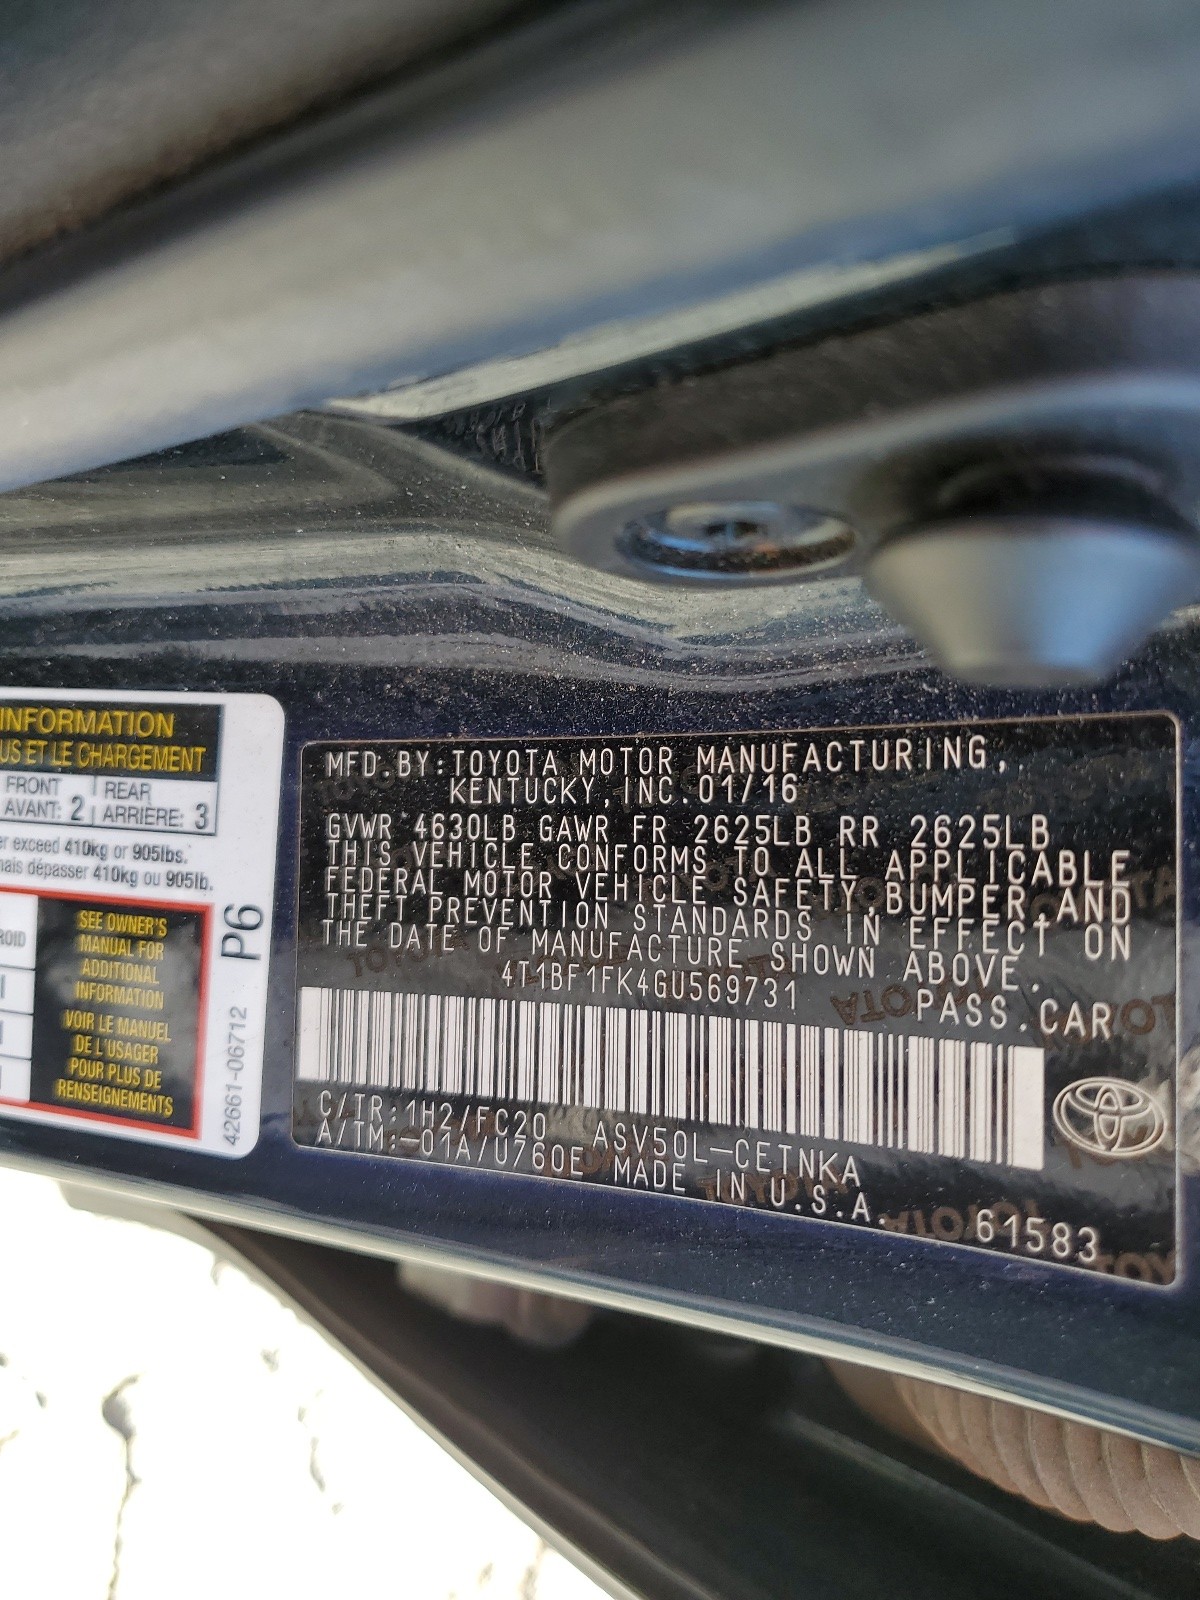 INFORMATION
US ET LE CHARGEMENT
FRONT | REAR
AVANT: 2 | ARRIÈRE: 3
er exceed 410kg or 905lbs.
mais dépasser 410kg ou 905lb.
ROID
SEE OWNER'S
MANUAL FOR
ADDITIONAL
INFORMATION
VOIR LE MANUEL
DE L'USAGER
POUR PLUS DE
RENSEIGNEMENTS
P6
42661-06712
MFD.BY:TOYOTA MOTOR MANUFACTURING,
KENTUCKY,INC.01/16
GVWR 4630LB GAWR FR 2625LB RR 2625LB
THIS VEHICLE CONFORMS TO ALL APPLICABLE
FEDERAL MOTOR VEHICLE SAFETY,BUMPER,AND
THEFT PREVENTION STANDARDS IN EFFECT ON
THE DATE OF MANUFACTURE SHOWN ABOVE.
4T1BF1FK4GU569731
PASS.CAR
C/TR:1H2/FC20 ASV50L-CETNKA
A/TM:-01A/U760E MADE IN U.S.A.
61583